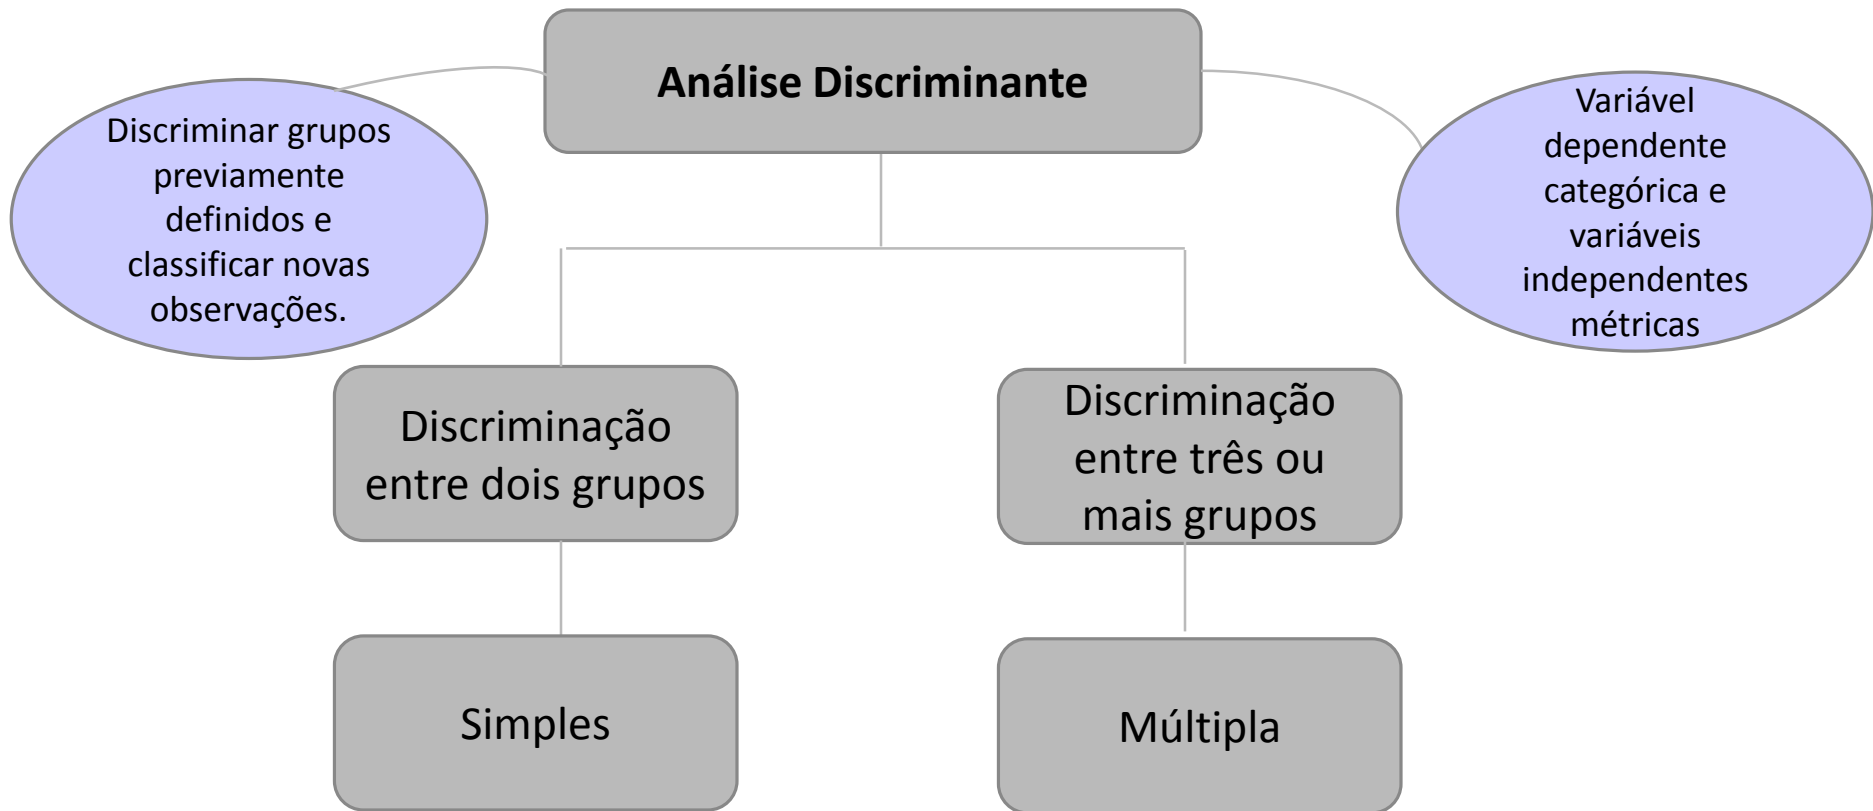 Análise Discriminante
Discriminar grupos
previamente
definidos e
classificar novas
observações.
Variável
dependente
categórica e
variáveis
independentes
métricas
Discriminação
entre dois grupos
Discriminação
entre três ou
mais grupos
Simples
Múltipla